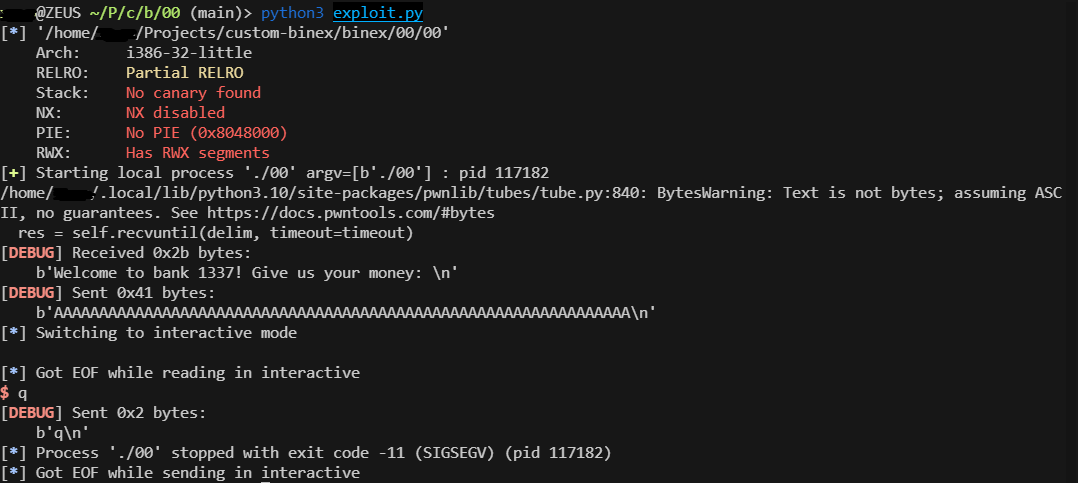 @ZEUS ~/P/c/b/00 (main)> python3 exploit.py
[*] '/home/    /Projects/custom-binex/binex/00/00'
    Arch:     i386-32-little
    RELRO:    Partial RELRO
    Stack:    No canary found
    NX:       NX disabled
    PIE:      No PIE (0x8048000)
    RWX:      Has RWX segments
[+] Starting local process './00' argv=[b'./00'] : pid 117182
/home/    /.local/lib/python3.10/site-packages/pwnlib/tubes/tube.py:840: BytesWarning: Text is not bytes; assuming ASC
II, no guarantees. See https://docs.pwntools.com/#bytes
  res = self.recvuntil(delim, timeout=timeout)
[DEBUG] Received 0x2b bytes:
    b'Welcome to bank 1337! Give us your money: \n'
[DEBUG] Sent 0x41 bytes:
    b'AAAAAAAAAAAAAAAAAAAAAAAAAAAAAAAAAAAAAAAAAAAAAAAAAAAAAAAAAAAAAAAA\n'
[*] Switching to interactive mode
[*] Got EOF while reading in interactive
$ q
[DEBUG] Sent 0x2 bytes:
    b'q\n'
[*] Process './00' stopped with exit code -11 (SIGSEGV) (pid 117182)
[*] Got EOF while sending in interactive